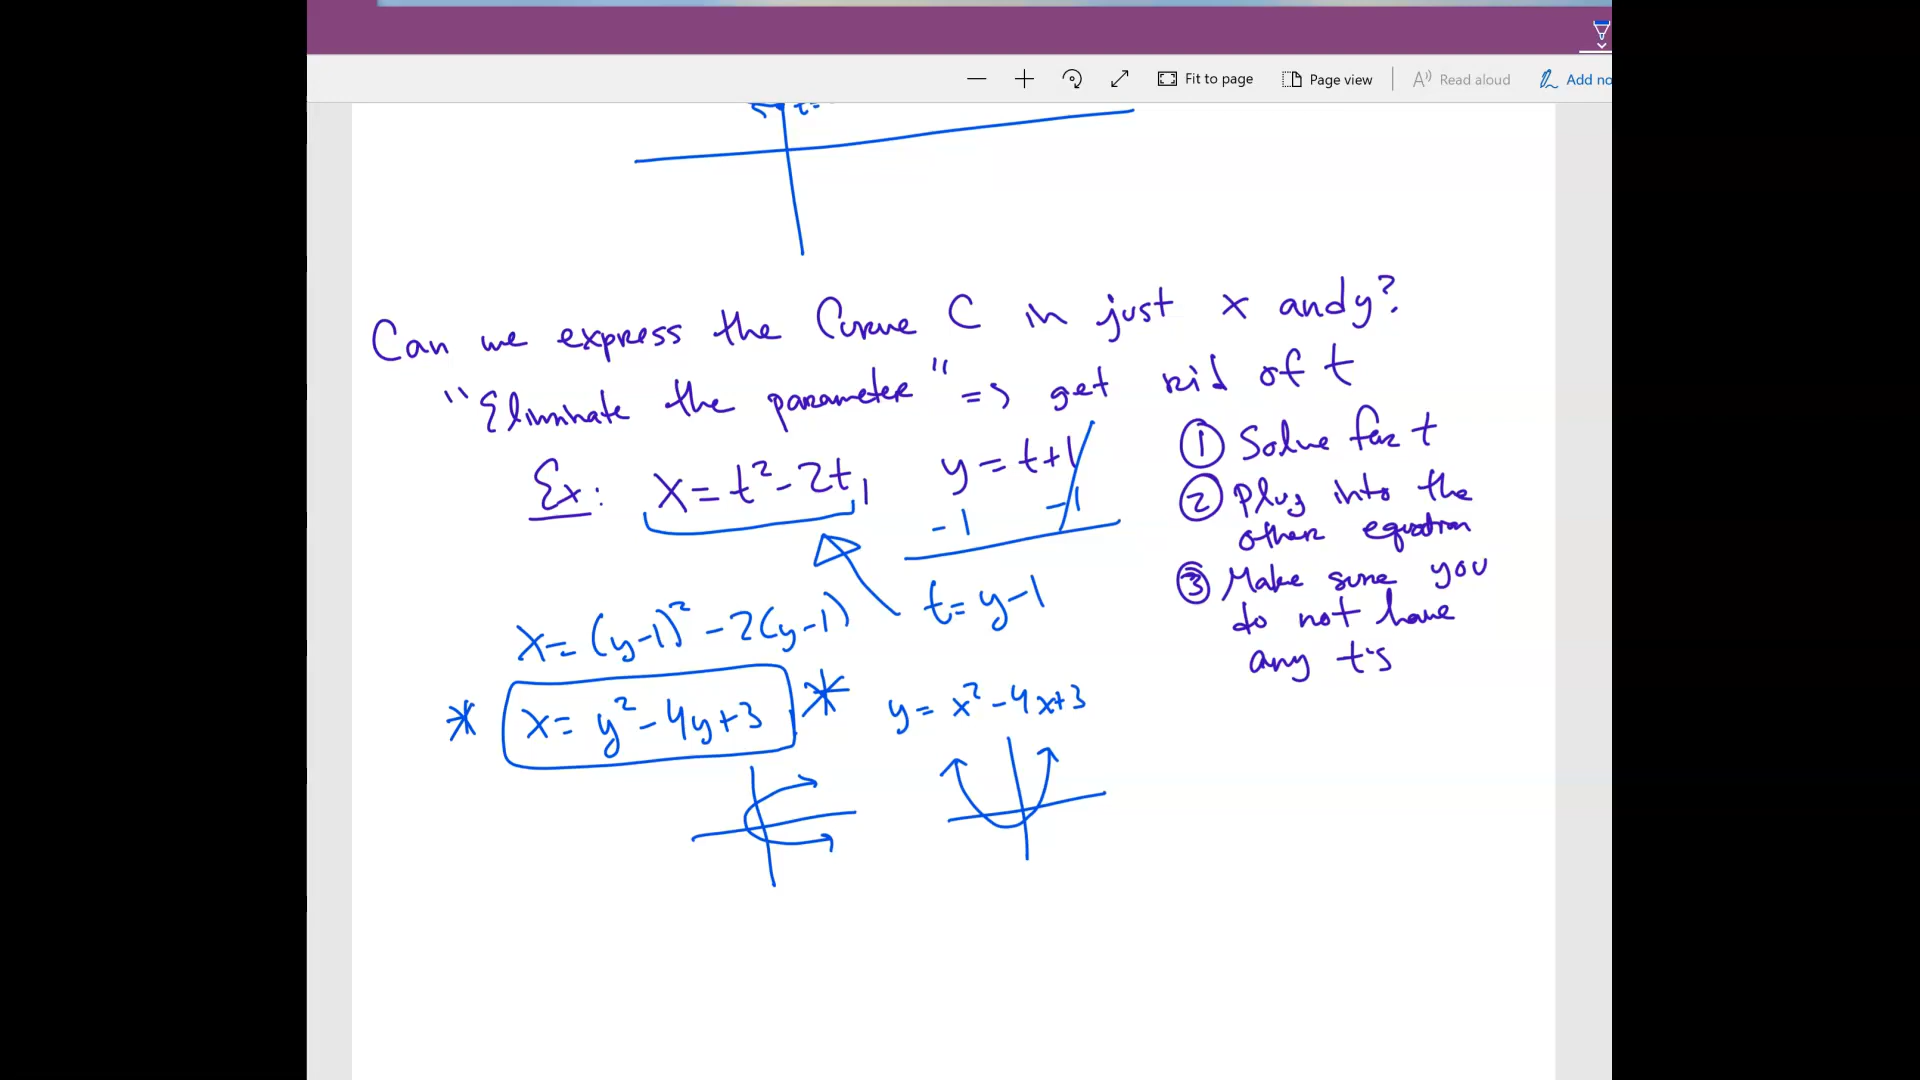 Fit to page
Page view
Read aloud
Add no
t=
Can we express the Curve C in just x and y?
"Eliminate the parameter" => get rid of t
① Solve for t
Ex: x = t² - 2t, y = t+1
② Plug into the other equation
-1 -1
③ Make sure you do not have any t's
t = y-1
x = (y-1)² - 2(y-1)
* x = y² - 4y + 3 *
y = x² - 4x + 3